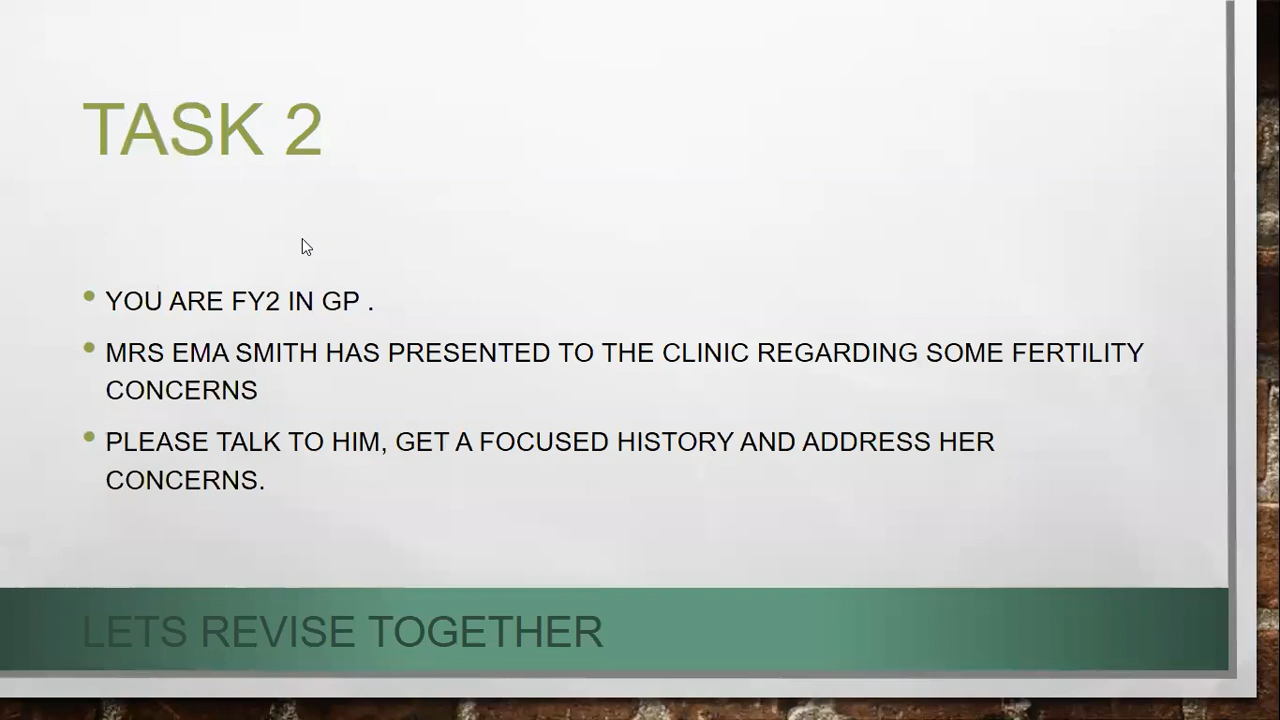 TASK 2
• YOU ARE FY2 IN GP .
• MRS EMA SMITH HAS PRESENTED TO THE CLINIC REGARDING SOME FERTILITY
CONCERNS
• PLEASE TALK TO HIM, GET A FOCUSED HISTORY AND ADDRESS HER
CONCERNS.
LETS REVISE TOGETHER